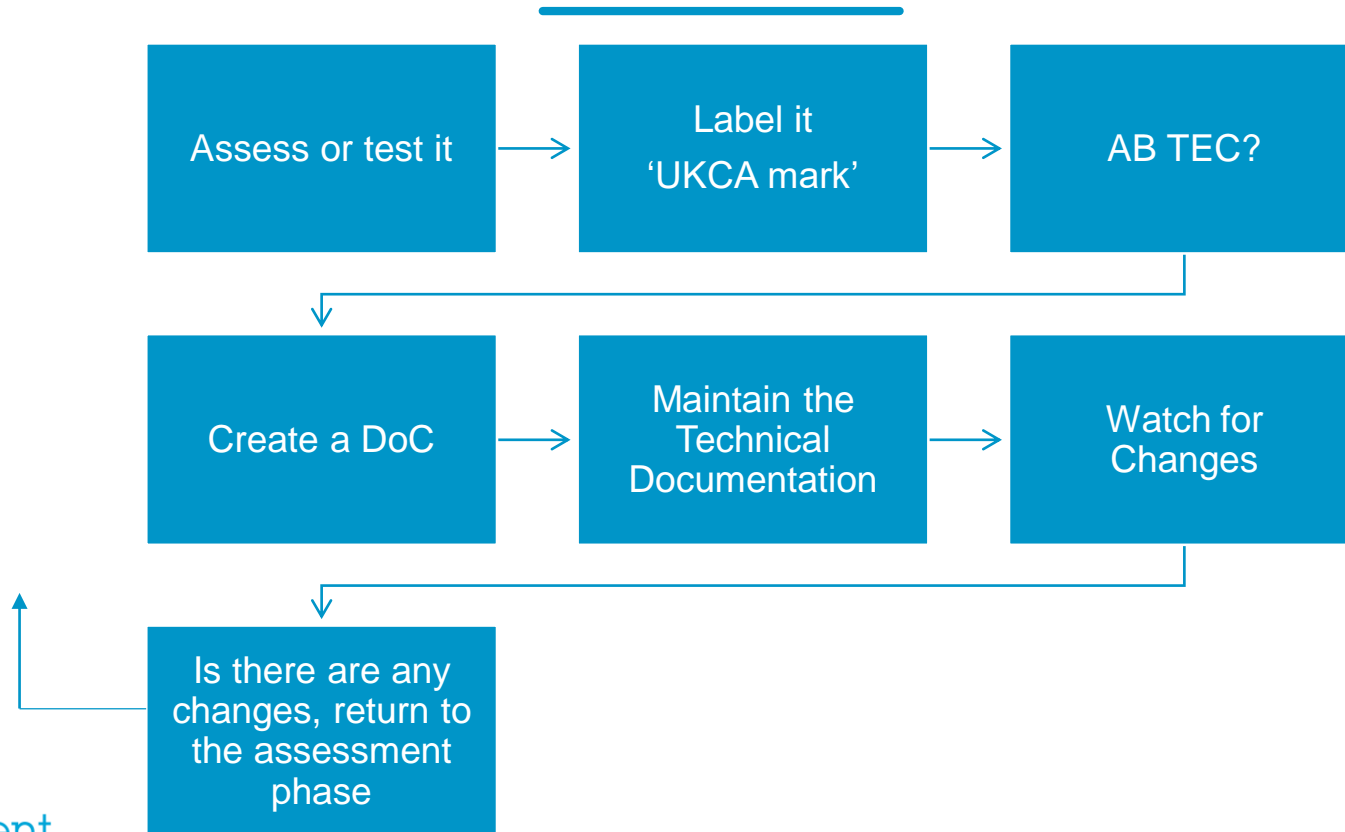 Assess or test it
Label it
‘UKCA mark’
AB TEC?
Create a DoC
Maintain the
Technical
Documentation
Watch for
Changes
Is there are any
changes, return to
the assessment
phase